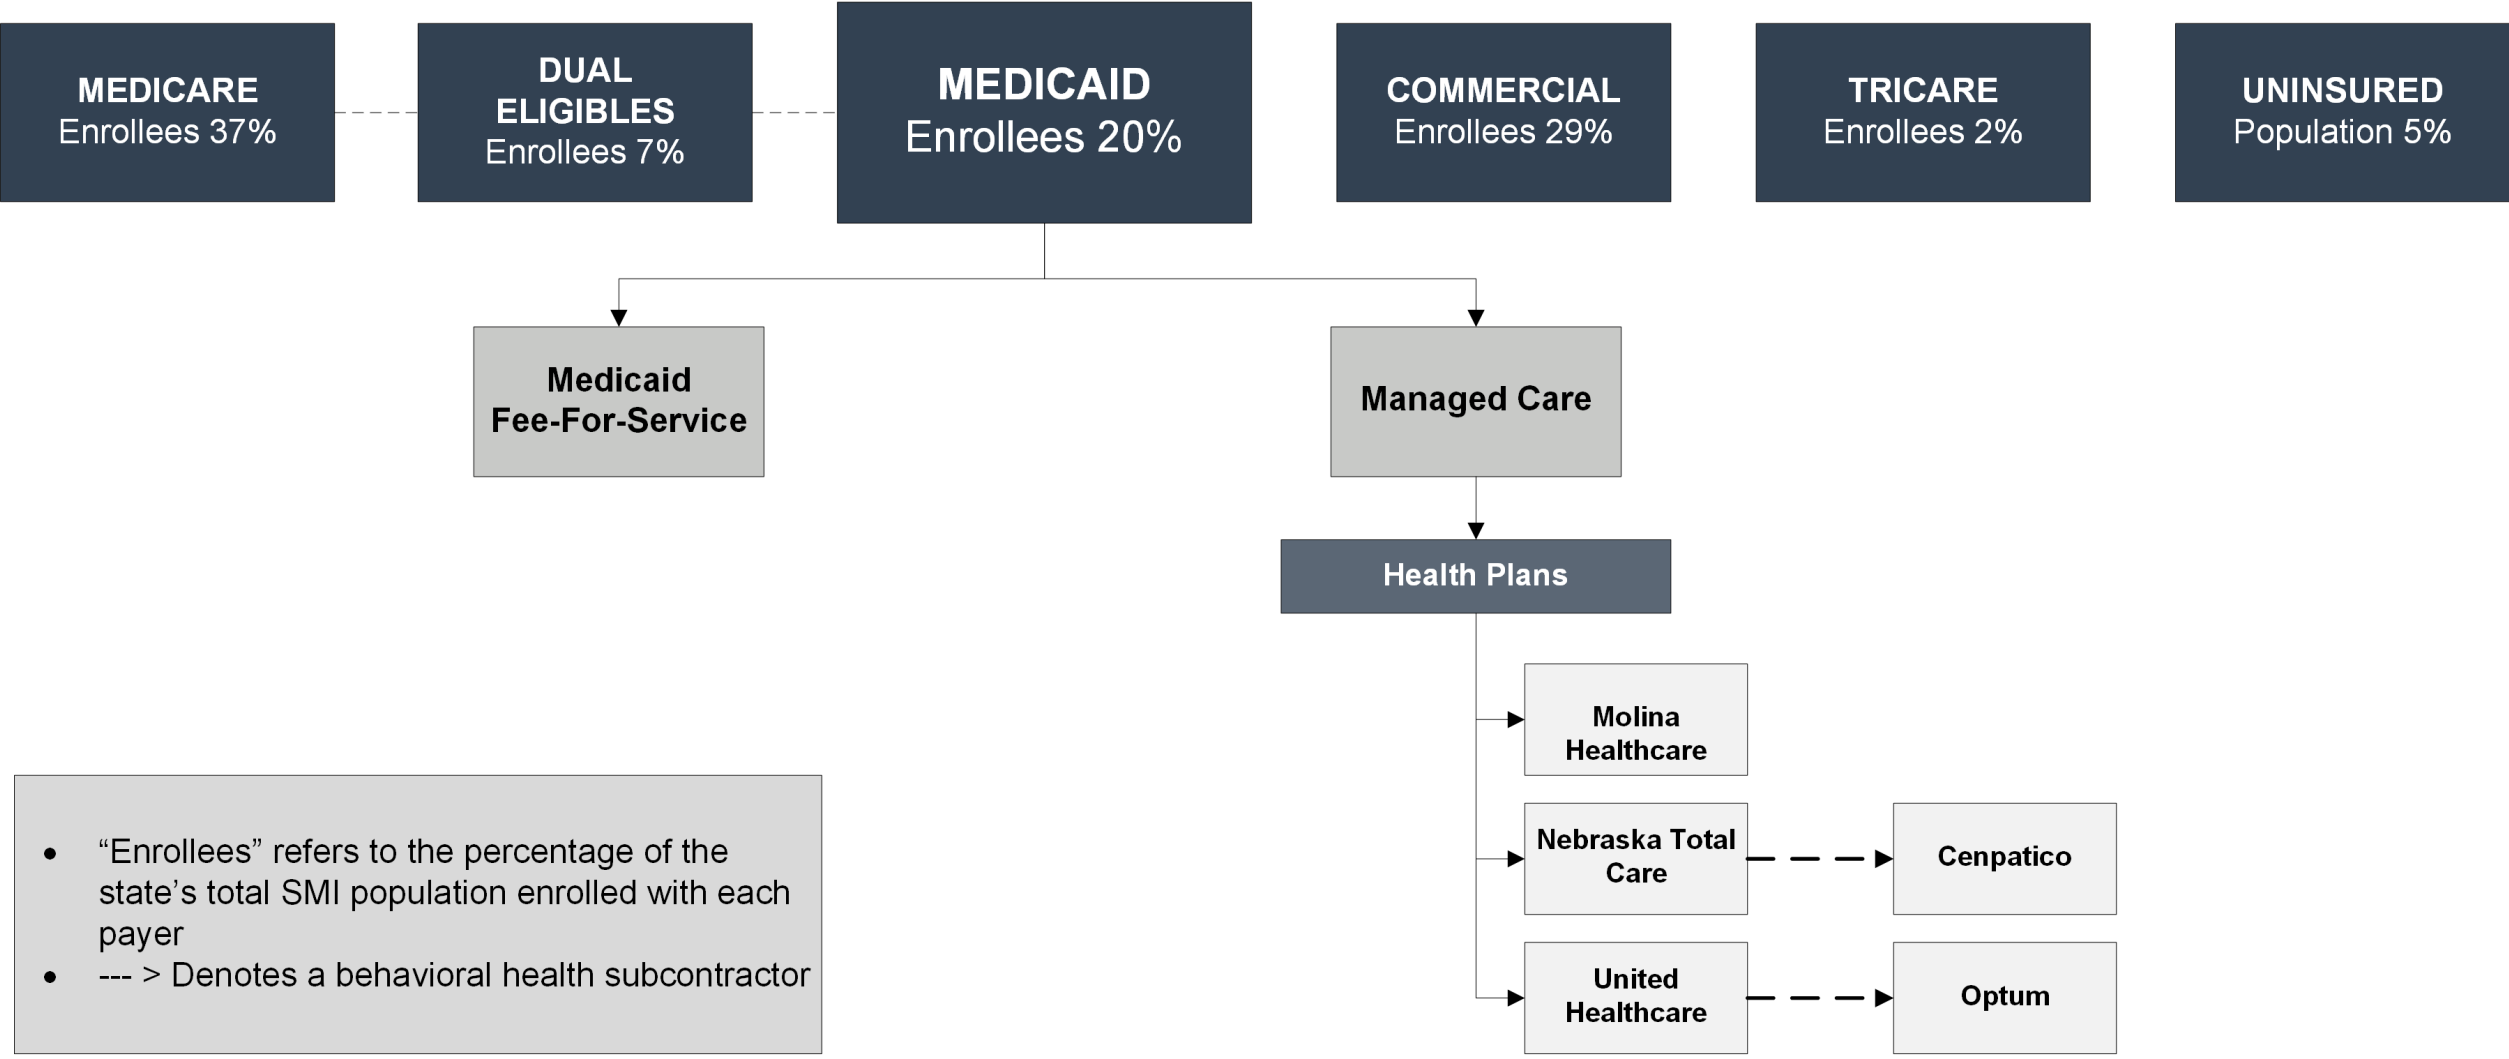 MEDICARE
Enrollees 37%
DUAL
ELIGIBLES
Enrollees 7%
MEDICAID
Enrollees 20%
COMMERCIAL
Enrollees 29%
TRICARE
Enrollees 2%
UNINSURED
Population 5%
Medicaid
Fee-For-Service
Managed Care
Health Plans
Molina
Healthcare
Nebraska Total
Care
Cenpatico
United
Healthcare
Optum
• “Enrollees” refers to the percentage of the
state’s total SMI population enrolled with each
payer
• --- > Denotes a behavioral health subcontractor